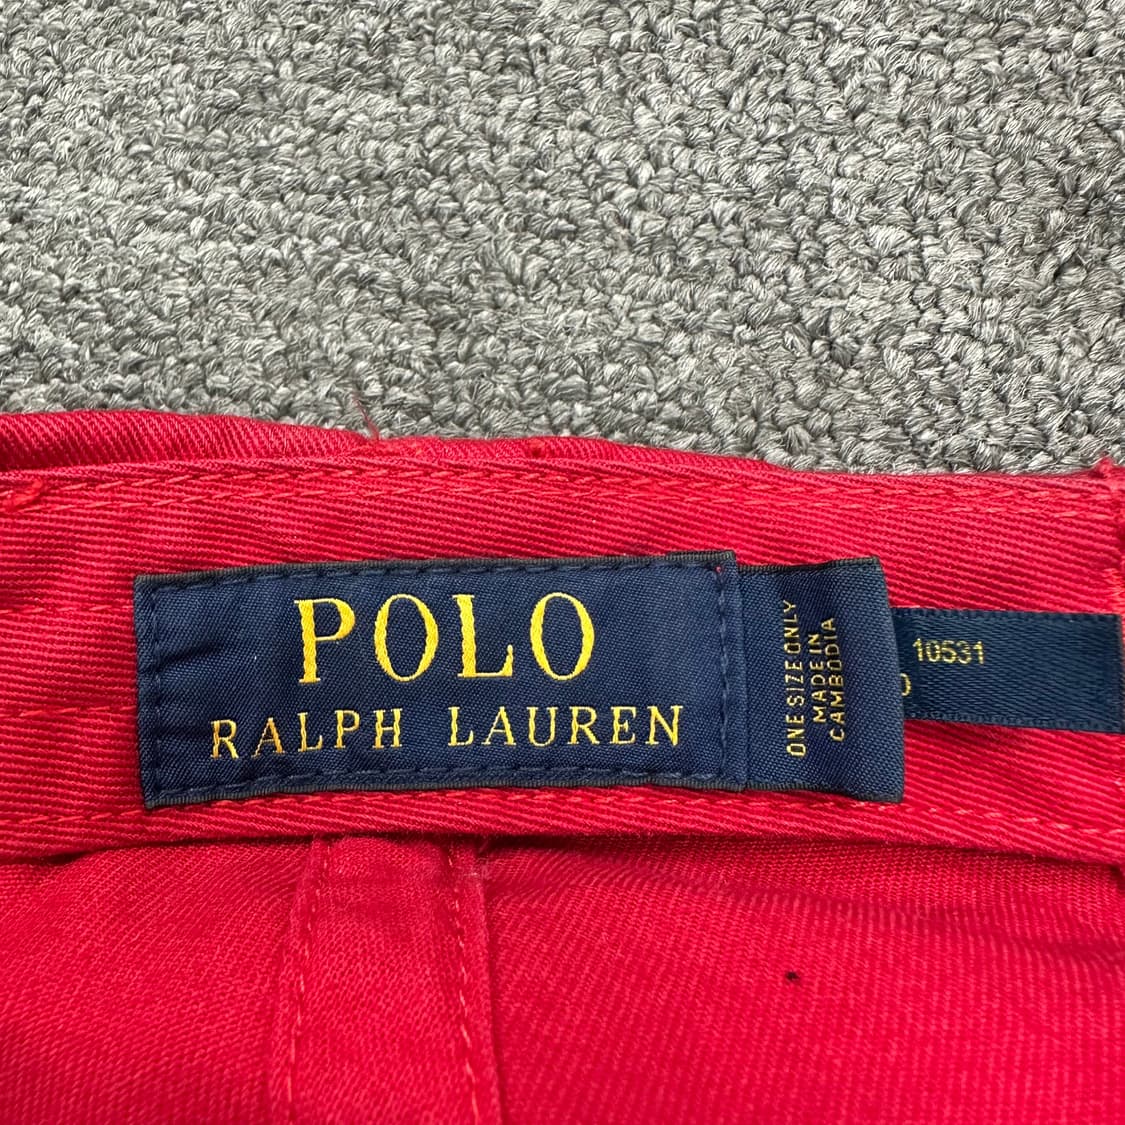 POLO
RALPH LAUREN
ONE SIZE ONLY
MADE IN
CAMBODIA
10531